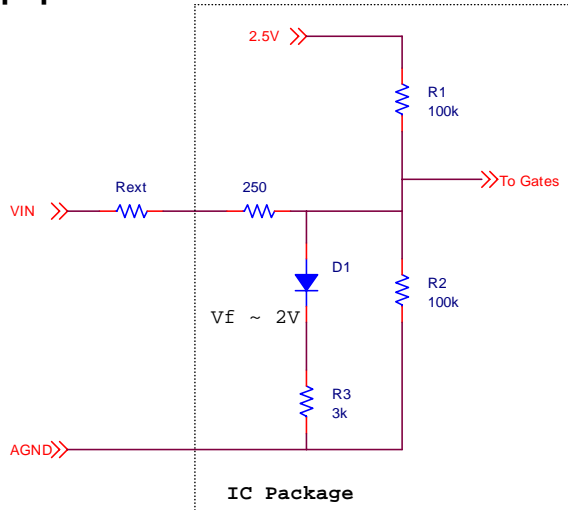 2.5V
R1
100k
To Gates
Rext
250
VIN
D1
R2
100k
Vf ~ 2V
R3
3k
AGND
IC Package